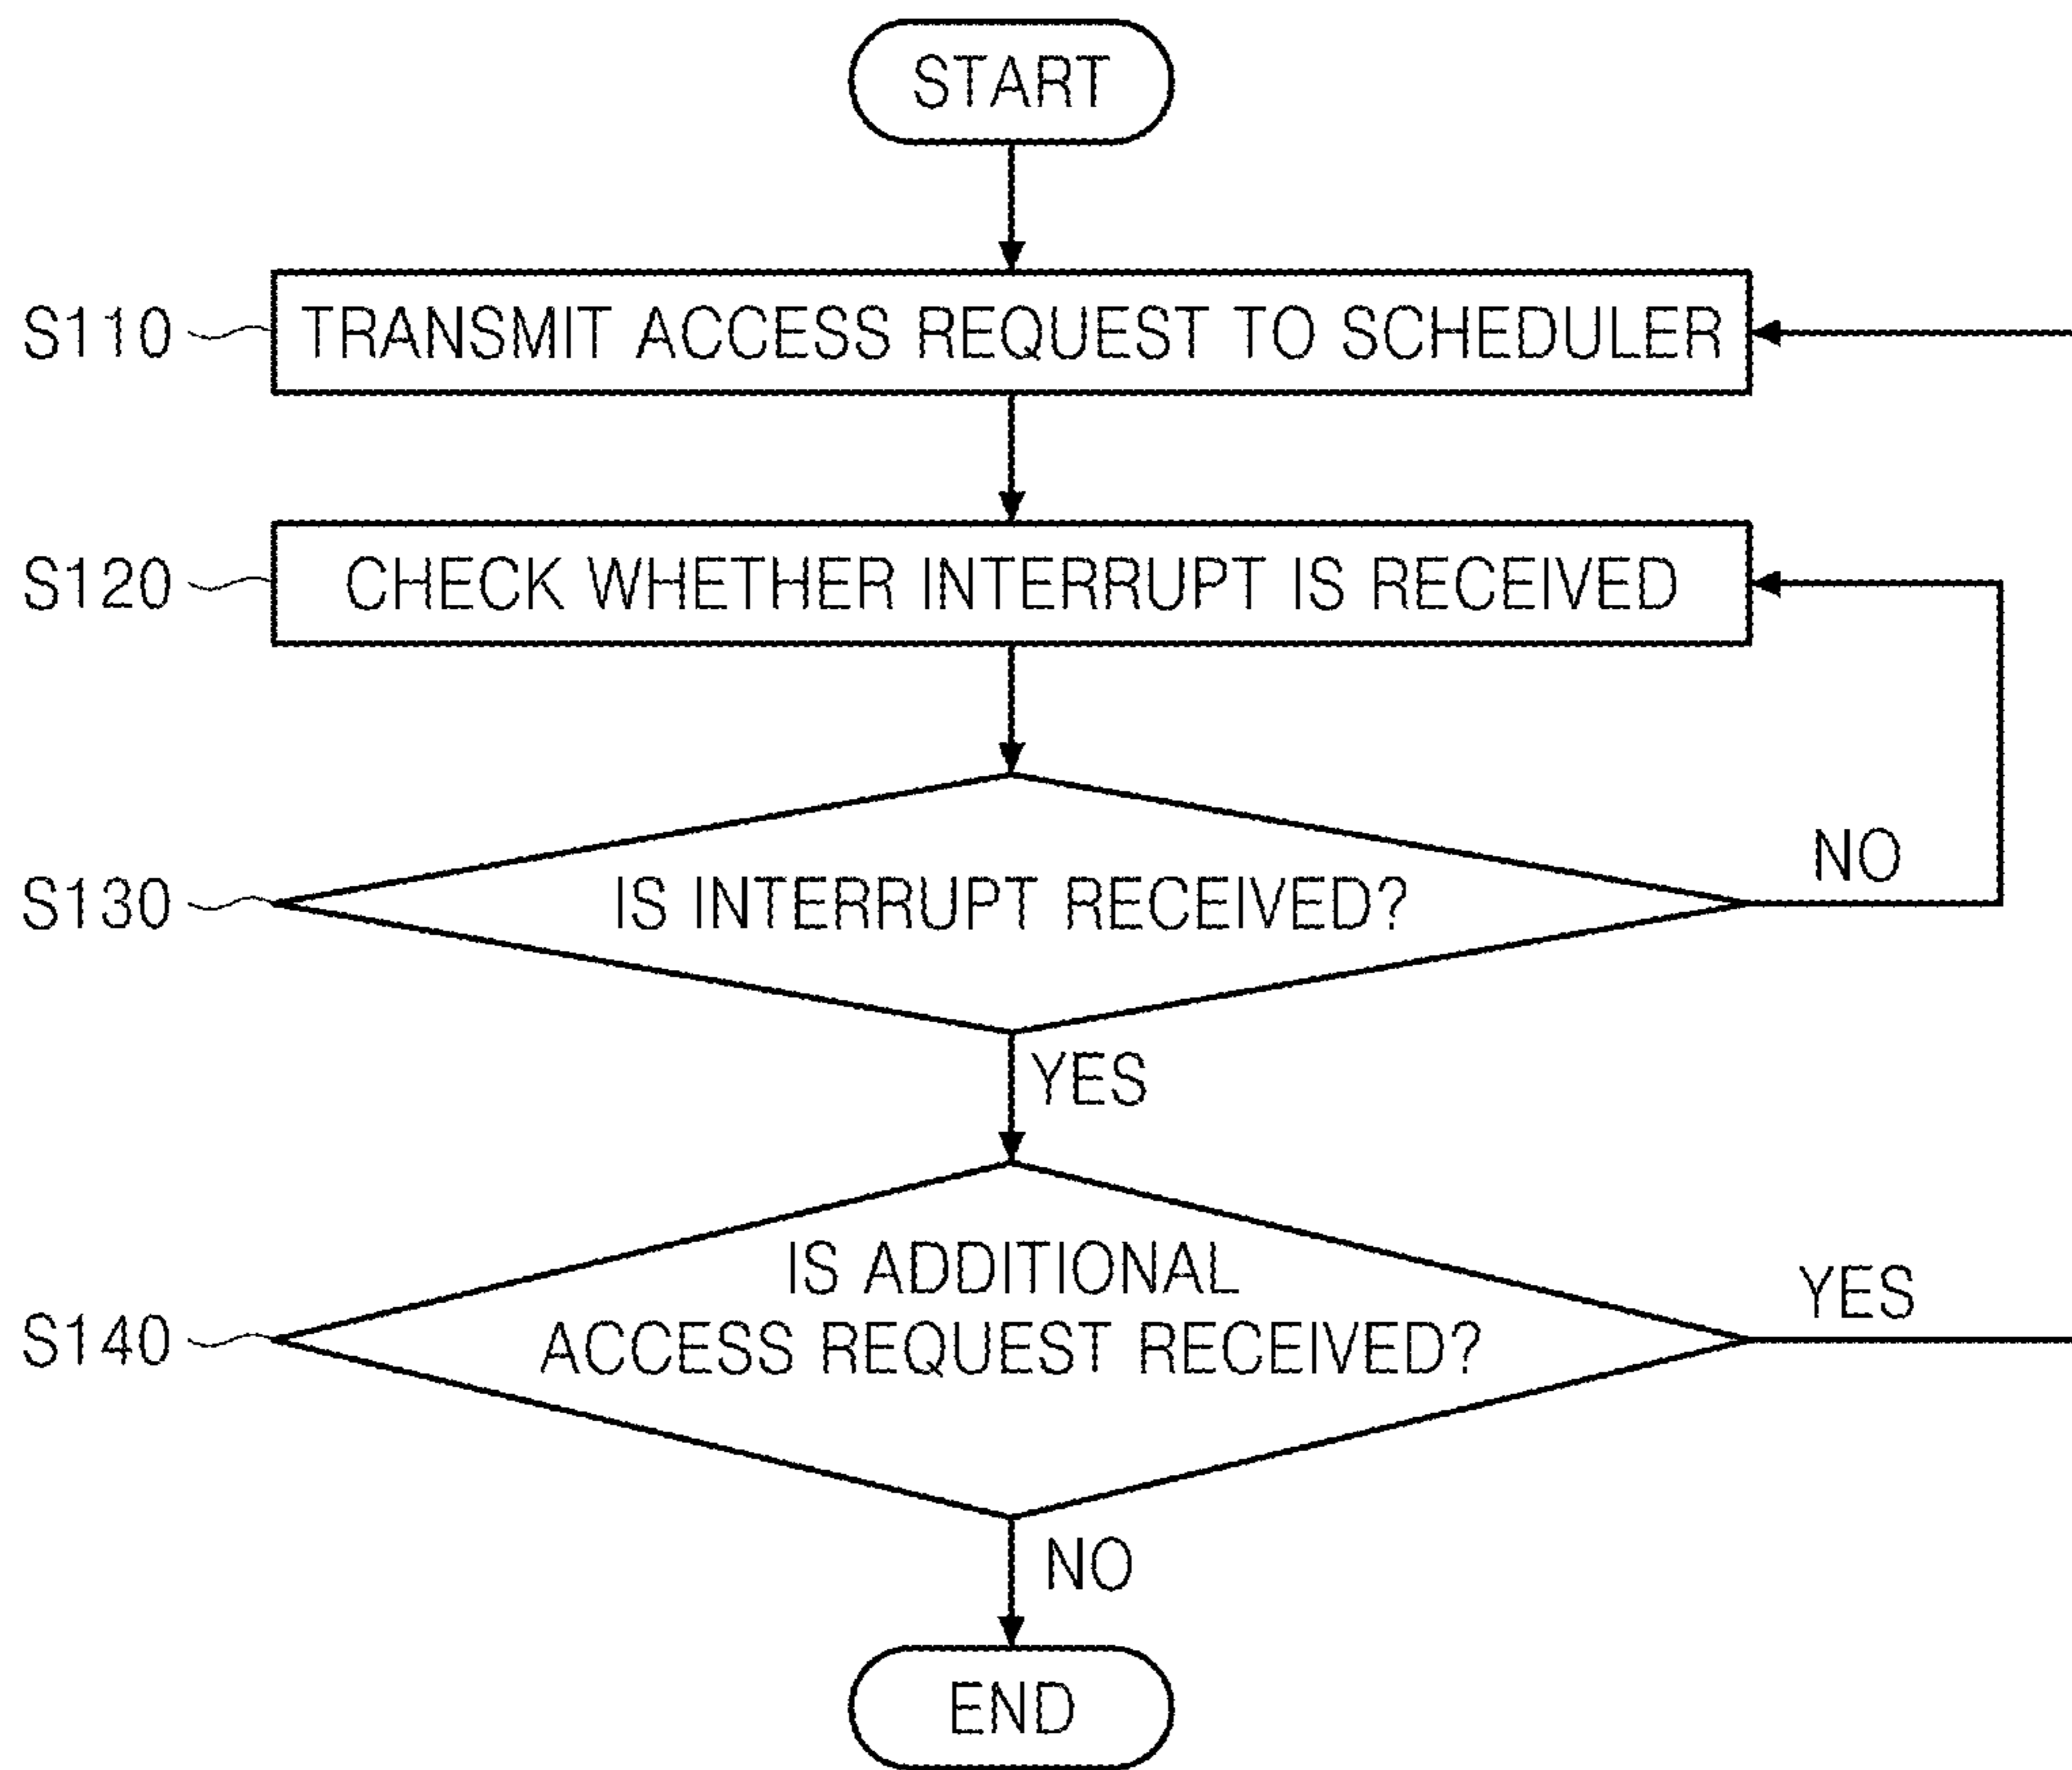 START
S110 TRANSMIT ACCESS REQUEST TO SCHEDULER
S120 CHECK WHETHER INTERRUPT IS RECEIVED
NO
S130 IS INTERRUPT RECEIVED?
YES
IS ADDITIONAL
YES
S140 ACCESS REQUEST RECEIVED?
NO
END